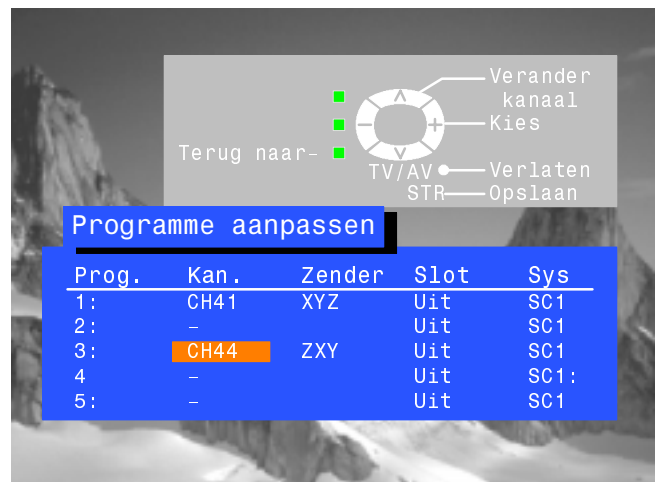 Verander
kanaal
Kies
Terug naar-
TV/AV Verlaten
STR Opslaan
Programme aanpassen
Prog. Kan. Zender Slot Sys
1: CH41 XYZ Uit SC1
2: – Uit SC1
3: CH44 ZXY Uit SC1
4 – Uit SC1:
5: – Uit SC1